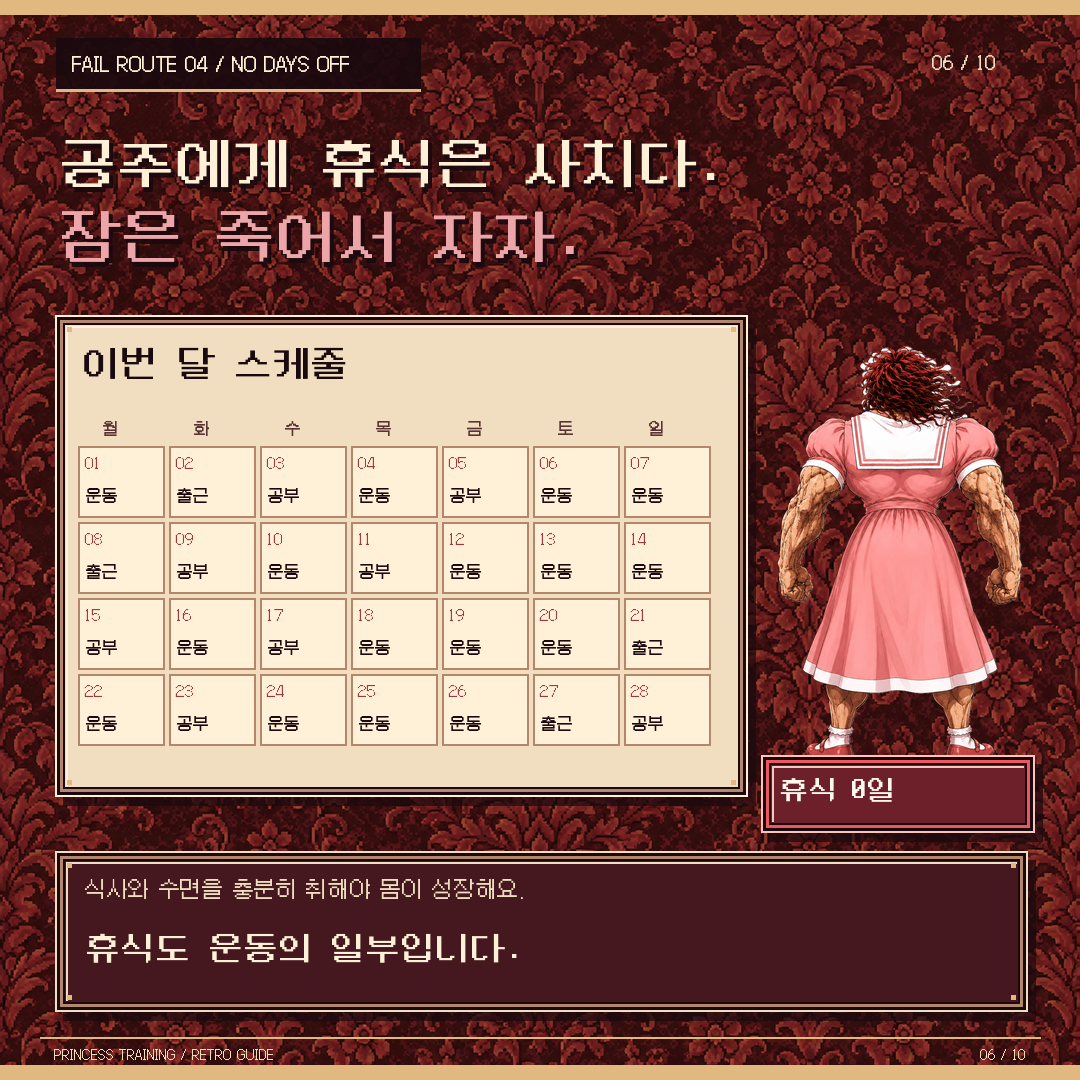 FAIL ROUTE 04 / NO DAYS OFF
06 / 10
공주에게 휴식은 사치다.
잠은 죽어서 자자.
이번 달 스케줄
월 화 수 목 금 토 일
01 02 03 04 05 06 07
운동 출근 공부 운동 공부 운동 운동
08 09 10 11 12 13 14
출근 공부 운동 공부 운동 운동 운동
15 16 17 18 19 20 21
공부 운동 공부 운동 운동 운동 출근
22 23 24 25 26 27 28
운동 공부 운동 운동 운동 출근 공부
휴식 0일
식사와 수면을 충분히 취해야 몸이 성장해요.
휴식도 운동의 일부입니다.
PRINCESS TRAINING / RETRO GUIDE
06 / 10